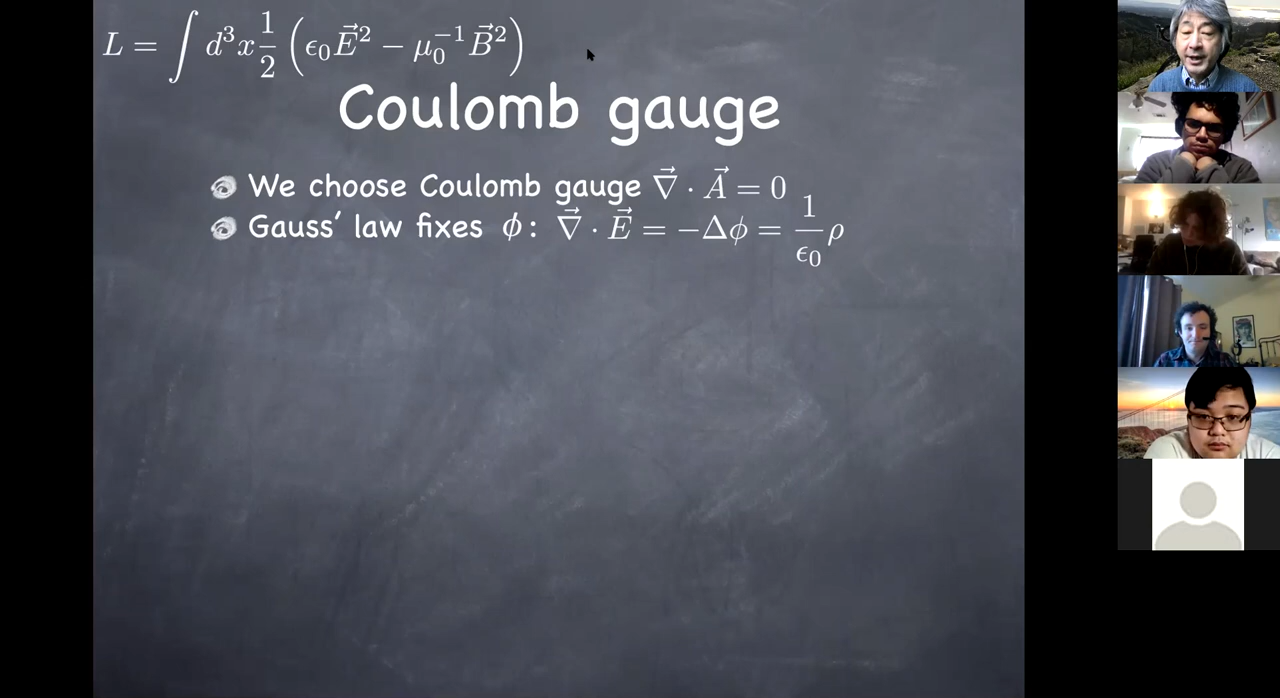 L = ∫ d³x 1/2 (ϵ₀E⃗² − μ₀⁻¹B⃗²)
Coulomb gauge
We choose Coulomb gauge ∇⃗ · A⃗ = 0
Gauss' law fixes ϕ: ∇⃗ · E⃗ = −Δϕ = 1/ϵ₀ ρ